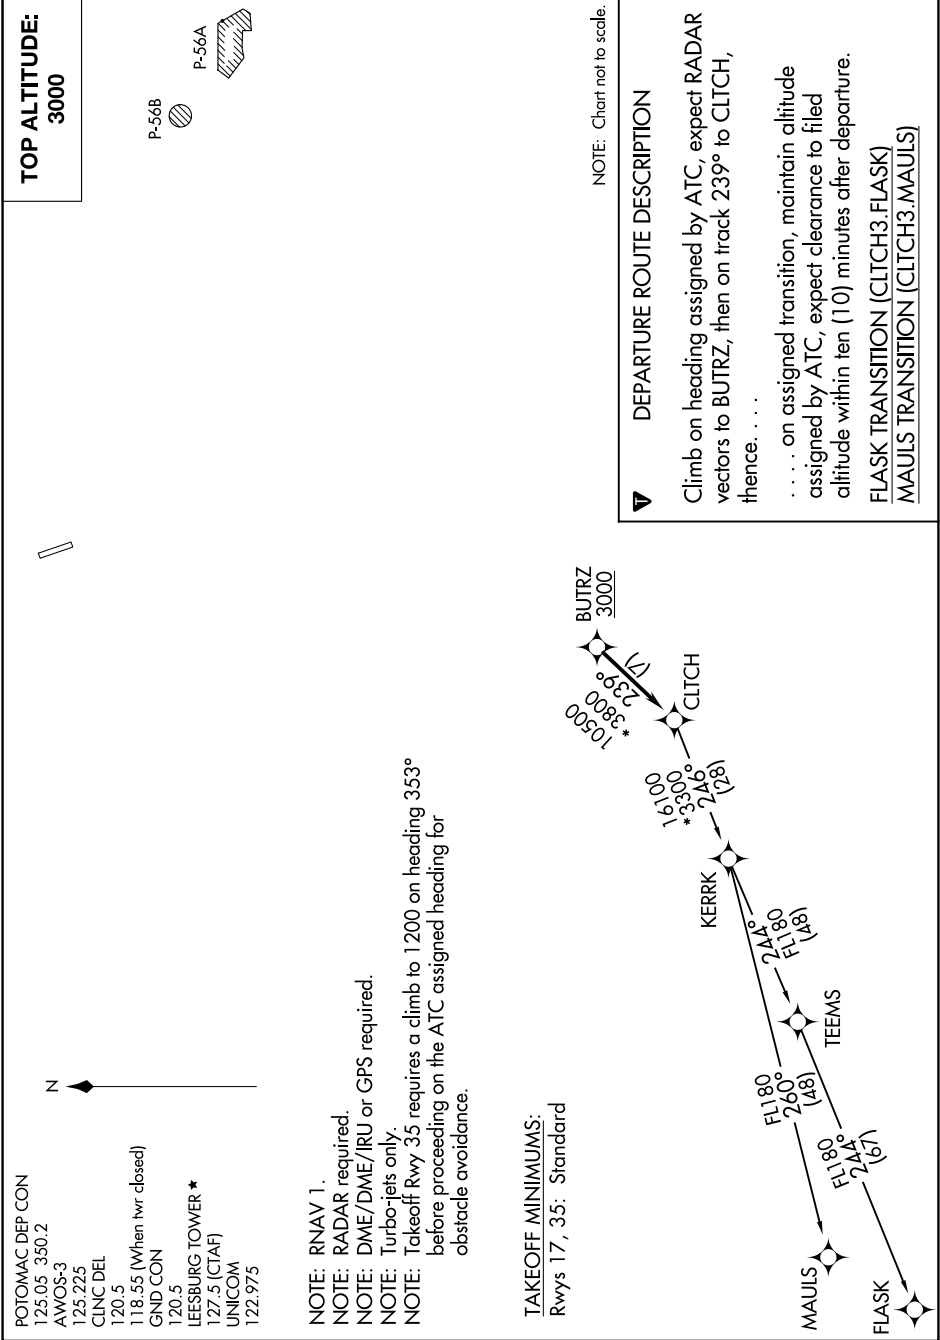 POTOMAC DEP CON
125.05 350.2
AWOS-3
125.225
CLNC DEL
120.5
118.55 (When twr closed)
GND CON
120.5
LEESBURG TOWER ★
127.5 (CTAF)
UNICOM
122.975
N
TOP ALTITUDE:
3000
P-56B
P-56A
NOTE: RNAV 1.
NOTE: RADAR required.
NOTE: DME/DME/IRU or GPS required.
NOTE: Turbo-jets only.
NOTE: Takeoff Rwy 35 requires a climb to 1200 on heading 353°
before proceeding on the ATC assigned heading for
obstacle avoidance.
TAKEOFF MINIMUMS:
Rwys 17, 35: Standard
BUTRZ
3000
10500
*3800
239°
(7)
CLTCH
16100
*3300
246°
(28)
KERRK
244°
FL180
(48)
TEEMS
FL180
260°
(48)
FL180
244°
(67)
MAULS
FLASK
NOTE: Chart not to scale.
T
DEPARTURE ROUTE DESCRIPTION
Climb on heading assigned by ATC, expect RADAR
vectors to BUTRZ, then on track 239° to CLTCH,
thence. . . .
. . . . on assigned transition, maintain altitude
assigned by ATC, expect clearance to filed
altitude within ten (10) minutes after departure.
FLASK TRANSITION (CLTCH3.FLASK)
MAULS TRANSITION (CLTCH3.MAULS)